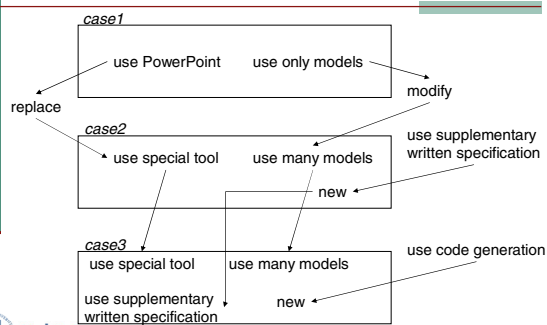 case1
use PowerPoint use only models
replace
modify
case2
use supplementary
written specification
use special tool use many models
new
case3
use code generation
use special tool use many models
use supplementary
written specification
new